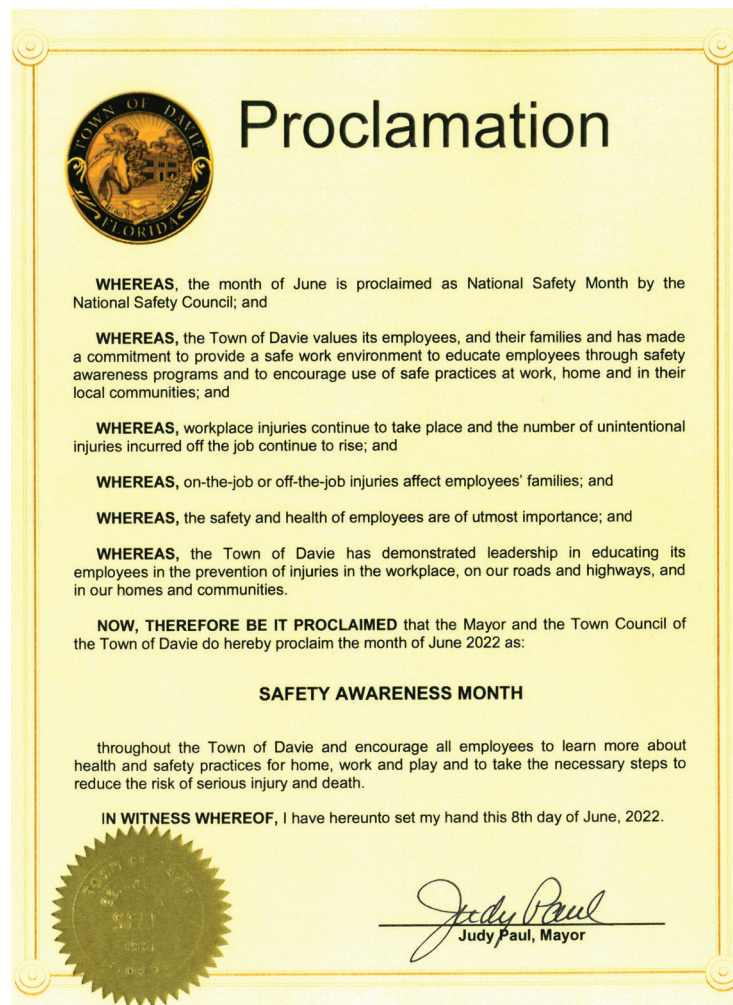 TOWN OF DAVIE
FLORIDA
Proclamation
WHEREAS, the month of June is proclaimed as National Safety Month by the
National Safety Council; and
WHEREAS, the Town of Davie values its employees, and their families and has made
a commitment to provide a safe work environment to educate employees through safety
awareness programs and to encourage use of safe practices at work, home and in their
local communities; and
WHEREAS, workplace injuries continue to take place and the number of unintentional
injuries incurred off the job continue to rise; and
WHEREAS, on-the-job or off-the-job injuries affect employees' families; and
WHEREAS, the safety and health of employees are of utmost importance; and
WHEREAS, the Town of Davie has demonstrated leadership in educating its
employees in the prevention of injuries in the workplace, on our roads and highways, and
in our homes and communities.
NOW, THEREFORE BE IT PROCLAIMED that the Mayor and the Town Council of
the Town of Davie do hereby proclaim the month of June 2022 as:
SAFETY AWARENESS MONTH
throughout the Town of Davie and encourage all employees to learn more about
health and safety practices for home, work and play and to take the necessary steps to
reduce the risk of serious injury and death.
IN WITNESS WHEREOF, I have hereunto set my hand this 8th day of June, 2022.
Judy Paul
Judy Paul, Mayor
TOWN OF
SEAL